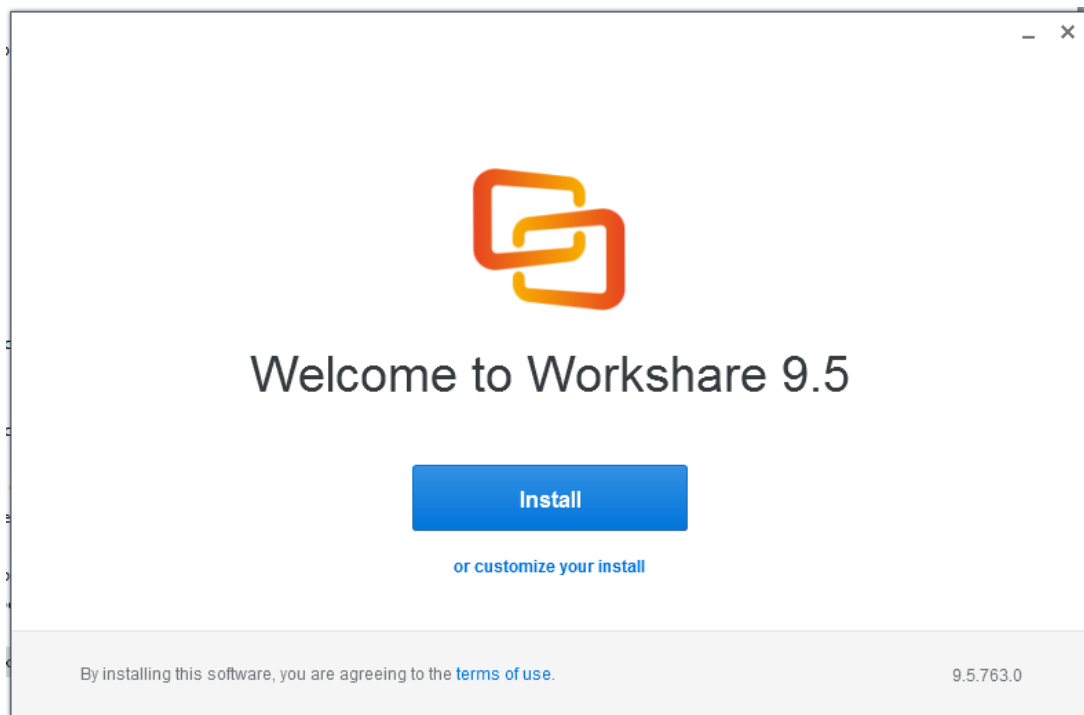 Welcome to Workshare 9.5
Install
or customize your install
By installing this software, you are agreeing to the terms of use.
9.5.763.0